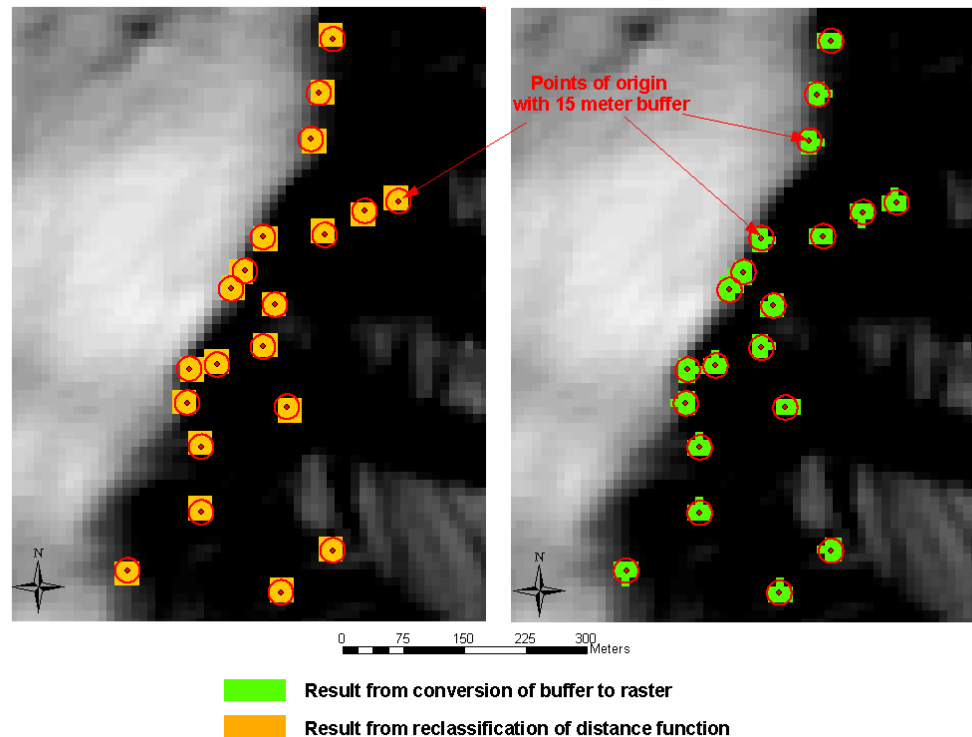 Points of origin
with 15 meter buffer
N
N
0 75 150 225 300
Meters
Result from conversion of buffer to raster
Result from reclassification of distance function